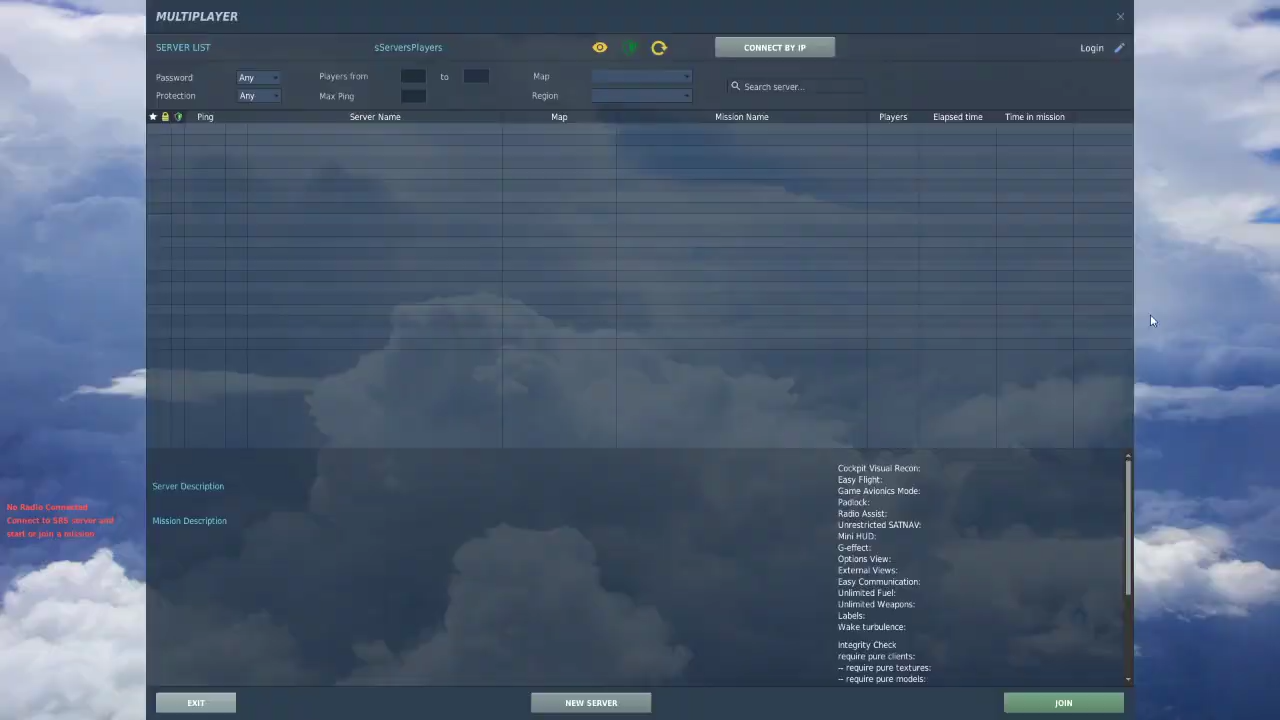 MULTIPLAYER
SERVER LIST sServersPlayers CONNECT BY IP Login
Password Any Players from to Map
Search server...
Protection Any Max Ping Region
Ping Server Name Map Mission Name Players Elapsed time Time in mission
Cockpit Visual Recon:
Easy Flight:
Server Description
Game Avionics Mode:
Padlock:
Radio Assist:
No Radio Connected
Connect to SRS server and
start or join a mission
Mission Description
Unrestricted SATNAV:
Mini HUD:
G-effect:
Options View:
External Views:
Easy Communication:
Unlimited Fuel:
Unlimited Weapons:
Labels:
Wake turbulence:
Integrity Check
require pure clients:
-- require pure textures:
-- require pure models:
EXIT NEW SERVER JOIN